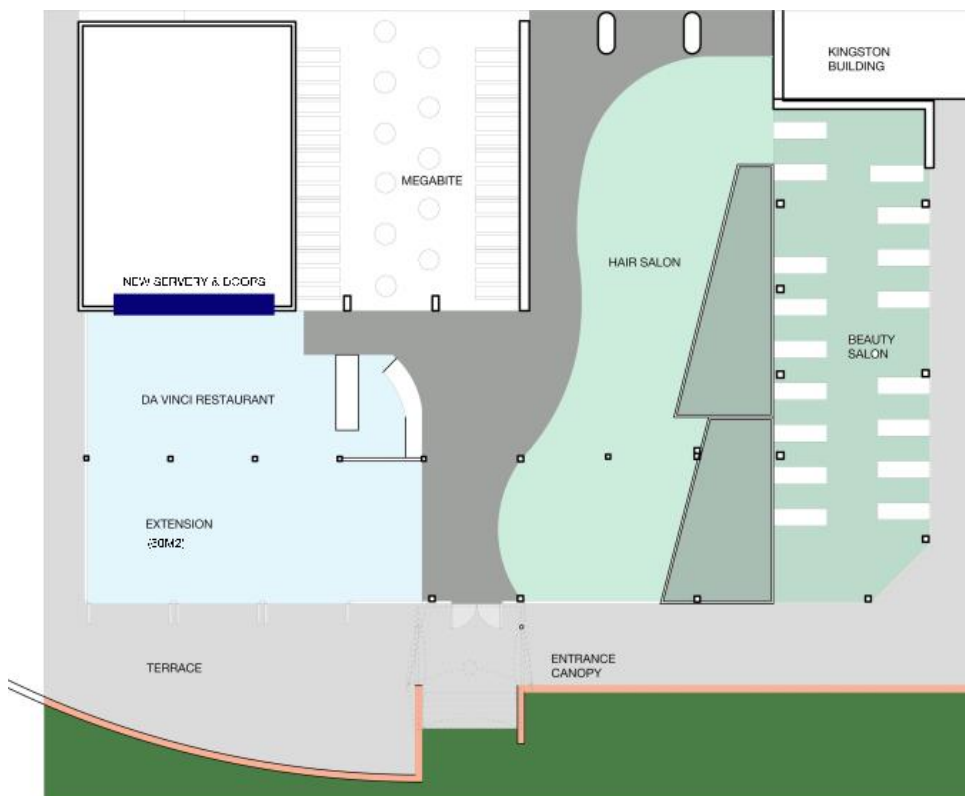 KINGSTON
BUILDING
MEGABITE
HAIR SALON
NEW SERVERY & DOORS
BEAUTY
SALON
DA VINCI RESTAURANT
EXTENSION
TERRACE
ENTRANCE
CANOPY